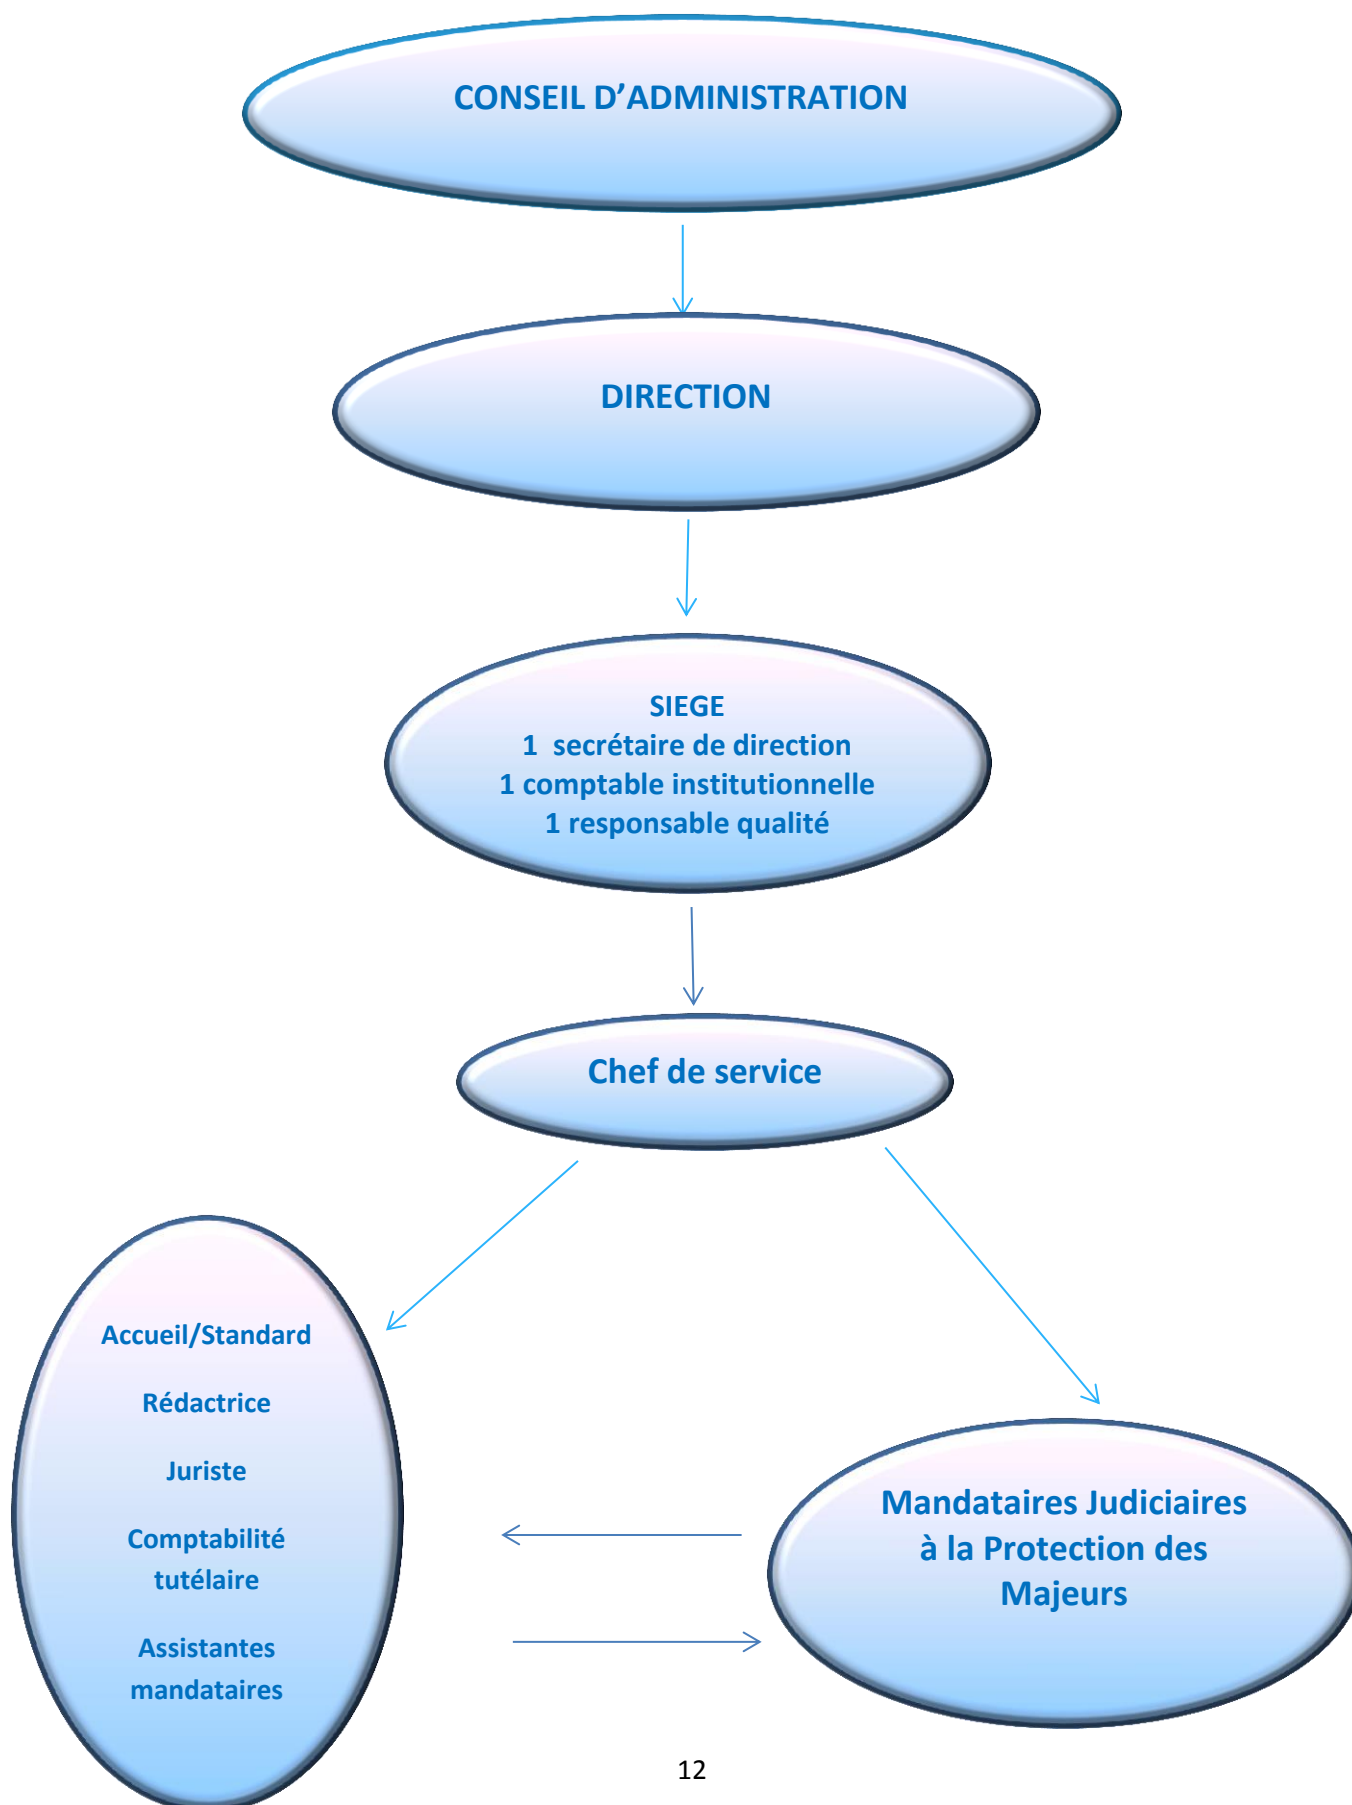 CONSEIL D’ADMINISTRATION
DIRECTION
SIEGE
1  secrétaire de direction
1 comptable institutionnelle
1 responsable qualité
Chef de service
Accueil/Standard
Rédactrice
Juriste
Comptabilité
tutélaire
Assistantes
mandataires
Mandataires Judiciaires
à la Protection des
Majeurs
12